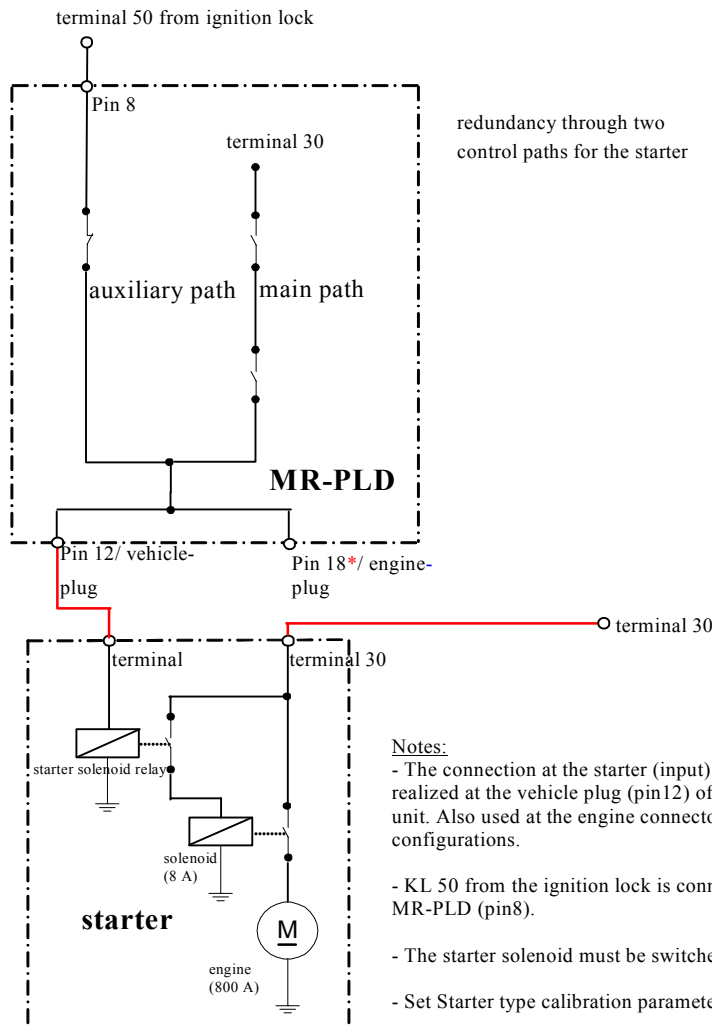 terminal 50 from ignition lock
Pin 8
redundancy through two
control paths for the starter
terminal 30
auxiliary path
main path
MR-PLD
Pin 12/ vehicle-
plug
Pin 18*/ engine-
plug
terminal 30
terminal
terminal 30
starter solenoid relay
solenoid
(8 A)
starter
M
engine
(800 A)
Notes:
- The connection at the starter (input)
realized at the vehicle plug (pin12) of
unit. Also used at the engine connecto
configurations.
- KL 50 from the ignition lock is conn
MR-PLD (pin8).
- The starter solenoid must be switche
- Set Starter type calibration paramete